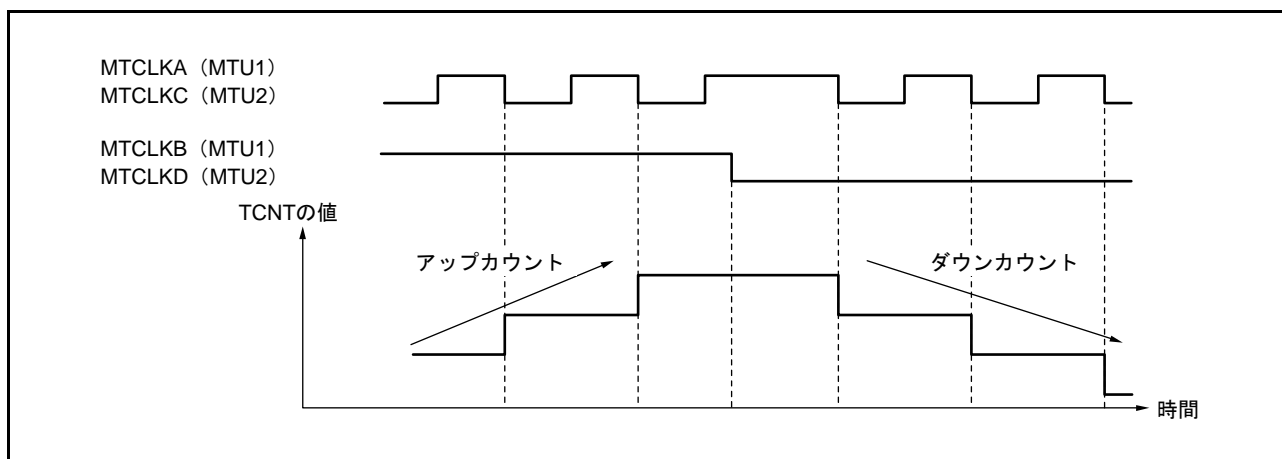 MTCLKA（MTU1）
MTCLKC（MTU2）
MTCLKB（MTU1）
MTCLKD（MTU2）
TCNTの値
アップカウント
ダウンカウント
時間